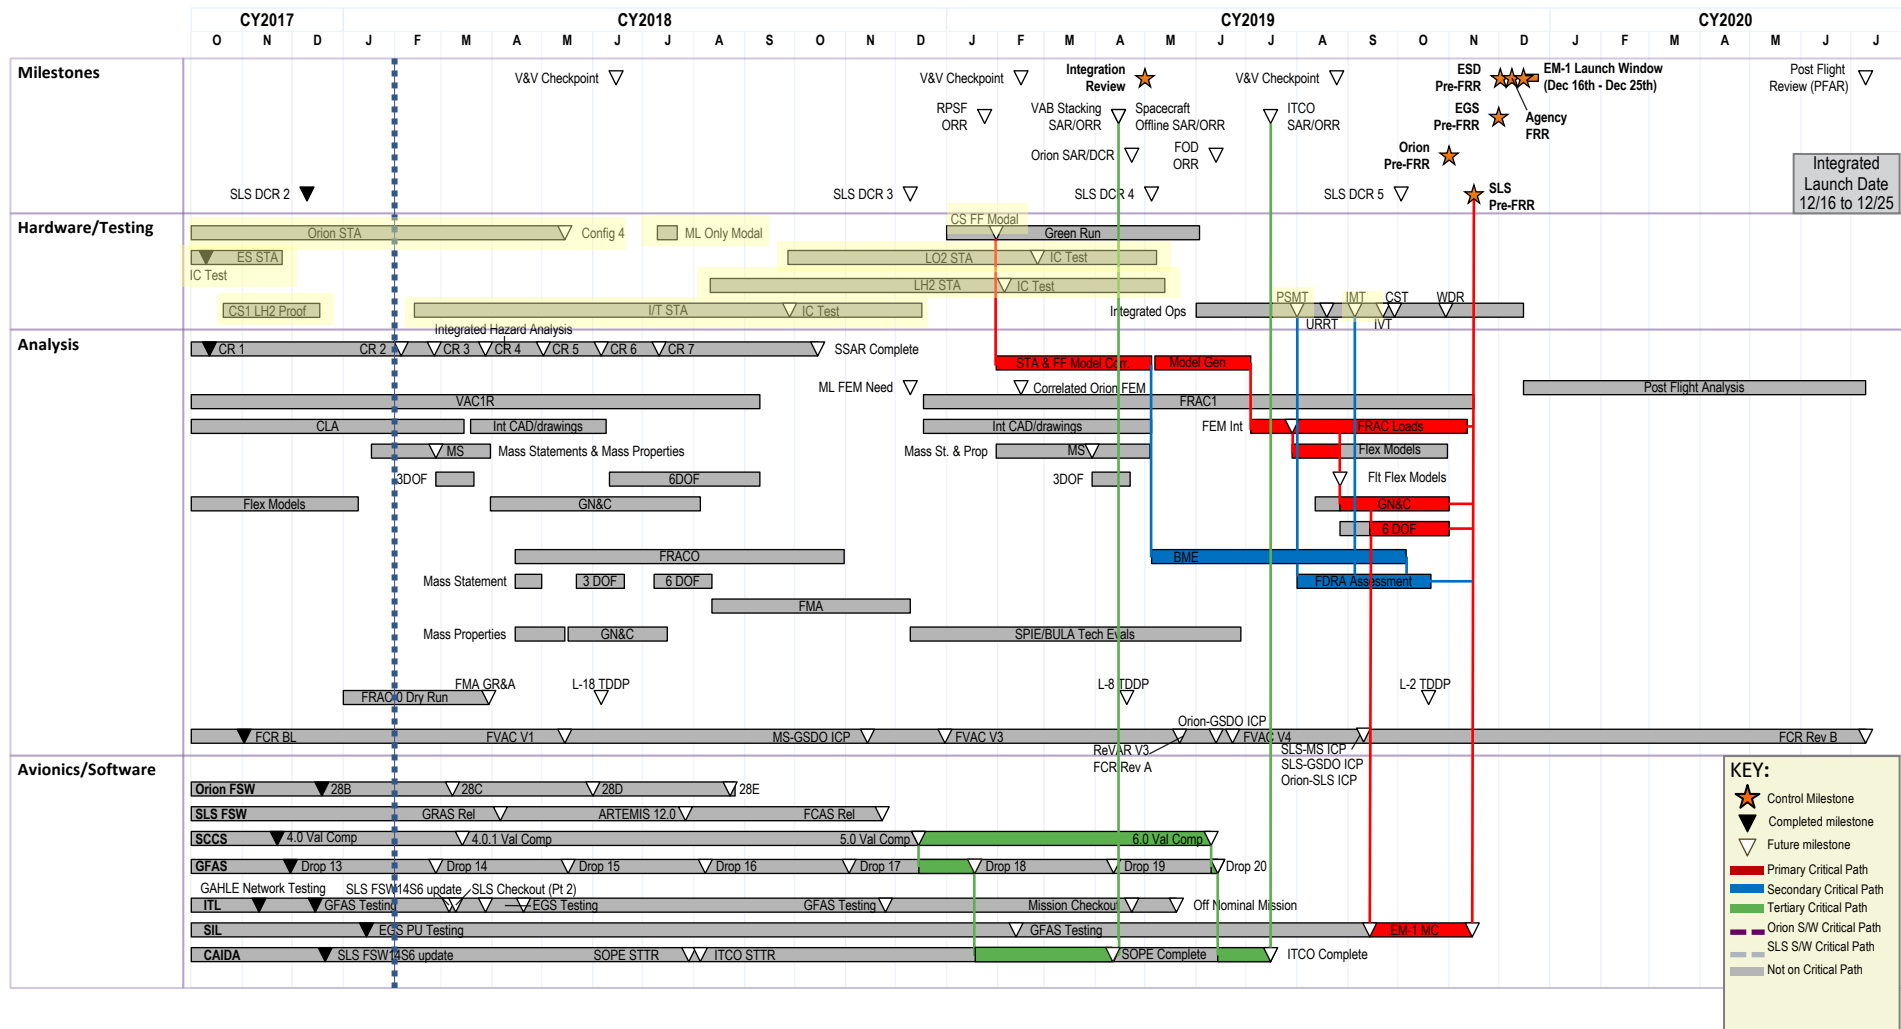 CY2017 CY2018 CY2019 CY2020
O N D J F M A M J J A S O N D J F M A M J J A S O N D J F M A M J J
Milestones
V&V Checkpoint
V&V Checkpoint
Integration
Review
V&V Checkpoint
ESD
Pre-FRR
EM-1 Launch Window
(Dec 16th - Dec 25th)
Post Flight
Review (PFAR)
RPSF
ORR
VAB Stacking
SAR/ORR
Spacecraft
Offline SAR/ORR
ITCO
SAR/ORR
EGS
Pre-FRR
Agency
FRR
Orion SAR/DCR
FOD
ORR
Orion
Pre-FRR
Integrated
Launch Date
12/16 to 12/25
SLS DCR 2
SLS DCR 3
SLS DCR 4
SLS DCR 5
SLS
Pre-FRR
Hardware/Testing
Orion STA
Config 4
ML Only Modal
CS FF Modal
Green Run
ES STA
IC Test
LO2 STA
IC Test
LH2 STA
IC Test
CS1 LH2 Proof
I/T STA
IC Test
Integrated Ops
PSMT
URRT
IMT
IVT
CST
WDR
Analysis
Integrated Hazard Analysis
CR 1
CR 2
CR 3
CR 4
CR 5
CR 6
CR 7
SSAR Complete
STA & FF Model Corr.
Model Gen
ML FEM Need
Correlated Orion FEM
Post Flight Analysis
VAC1R
FRAC1
CLA
Int CAD/drawings
Int CAD/drawings
FEM Int
FRAC Loads
MS
Mass Statements & Mass Properties
Mass St. & Prop
MS
Flex Models
3DOF
6DOF
3DOF
Flt Flex Models
Flex Models
GN&C
GN&C
6 DOF
FRACO
BME
Mass Statement
3 DOF
6 DOF
FDRA Assessment
FMA
Mass Properties
GN&C
SPIE/BULA Tech Evals
FMA GR&A
L-18 TDDP
L-8 TDDP
L-2 TDDP
FRAC 0 Dry Run
Orion-GSDO ICP
FCR BL
FVAC V1
MS-GSDO ICP
FVAC V3
FVAC V4
FCR Rev B
ReVAR V3
FCR Rev A
SLS-MS ICP
SLS-GSDO ICP
Orion-SLS ICP
Avionics/Software
Orion FSW
28B
28C
28D
28E
SLS FSW
GRAS Rel
ARTEMIS 12.0
FCAS Rel
SCCS
4.0 Val Comp
4.0.1 Val Comp
5.0 Val Comp
6.0 Val Comp
GFAS
Drop 13
Drop 14
Drop 15
Drop 16
Drop 17
Drop 18
Drop 19
Drop 20
GAHLE Network Testing
SLS FSW14S6 update
SLS Checkout (Pt 2)
ITL
GFAS Testing
EGS Testing
GFAS Testing
Mission Checkout
Off Nominal Mission
SIL
EGS PU Testing
GFAS Testing
EM-1 MC
CAIDA
SLS FSW14S6 update
SOPE STTR
ITCO STTR
SOPE Complete
ITCO Complete
KEY:
Control Milestone
Completed milestone
Future milestone
Primary Critical Path
Secondary Critical Path
Tertiary Critical Path
Orion S/W Critical Path
SLS S/W Critical Path
Not on Critical Path